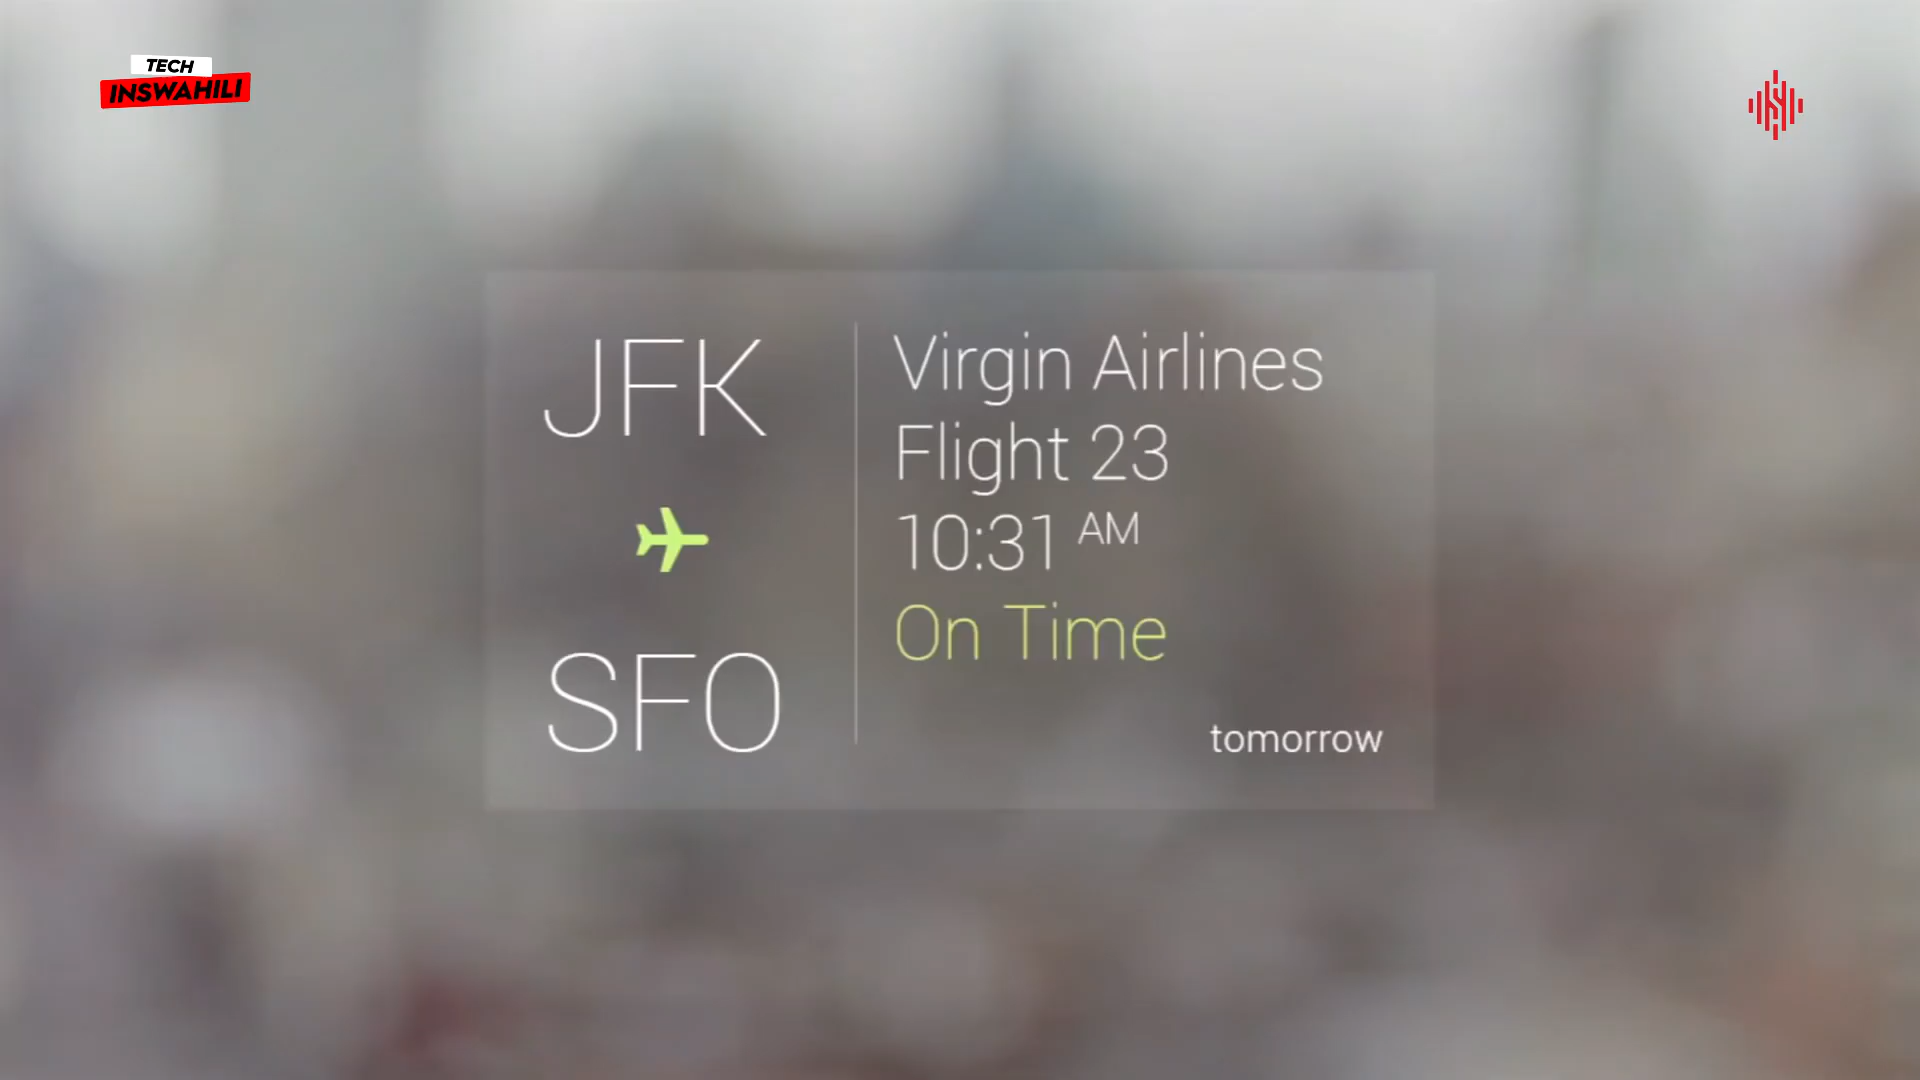 TECH
INSWAHILI
JFK
SFO
Virgin Airlines
Flight 23
10:31 AM
On Time
tomorrow